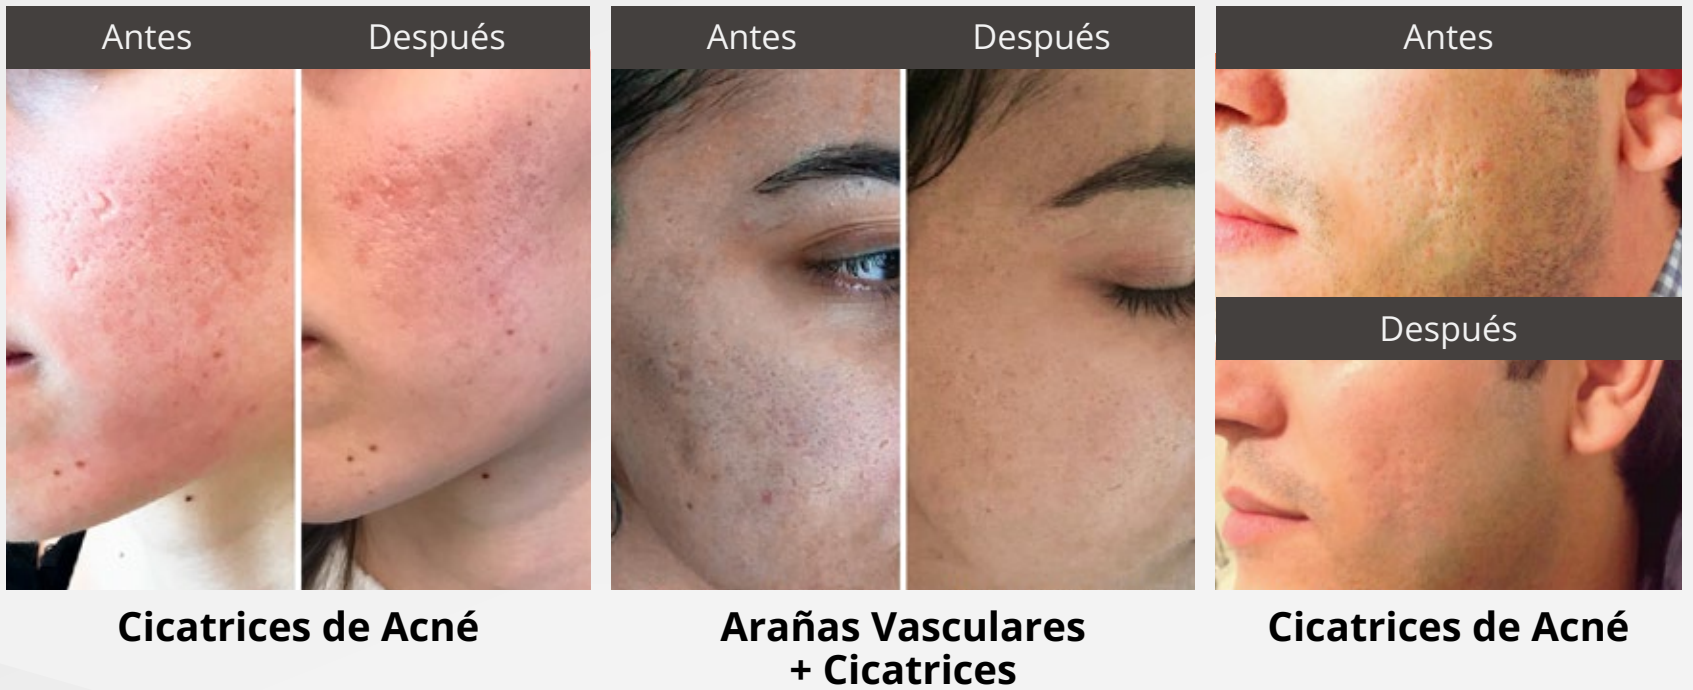 Antes
Después
Cicatrices de Acné
Antes
Después
Arañas Vasculares
+ Cicatrices
Antes
Después
Cicatrices de Acné